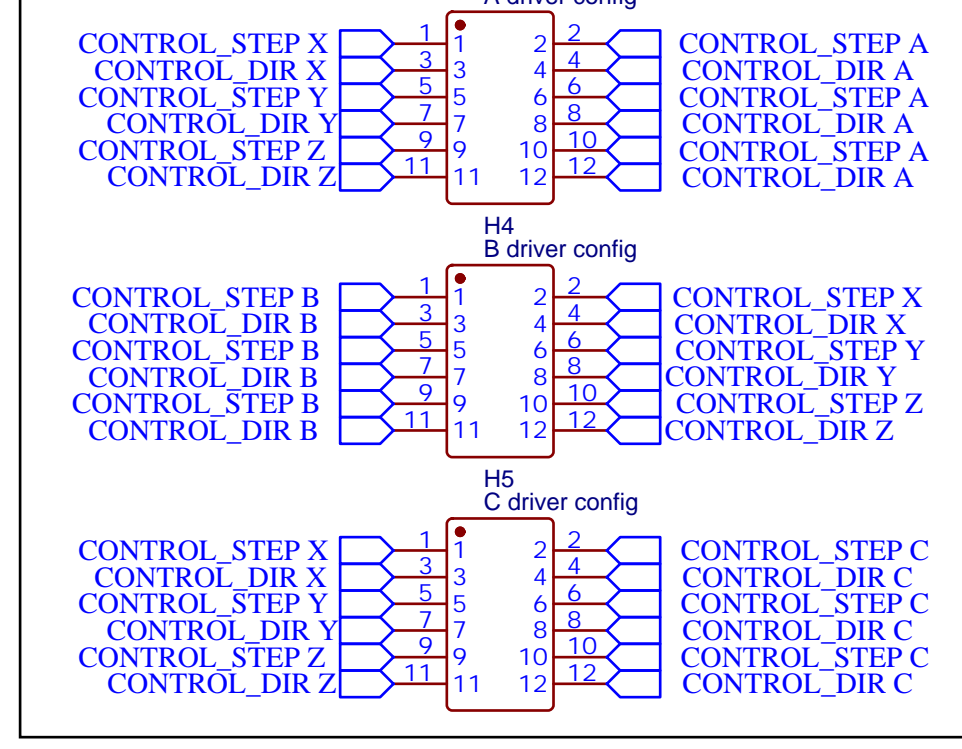 A driver config
CONTROL_STEP X 1 1 2 2 CONTROL_STEP A
CONTROL_DIR X 3 3 4 4 CONTROL_DIR A
CONTROL_STEP Y 5 5 6 6 CONTROL_STEP A
CONTROL_DIR Y 7 7 8 8 CONTROL_DIR A
CONTROL_STEP Z 9 9 10 10 CONTROL_STEP A
CONTROL_DIR Z 11 11 12 12 CONTROL_DIR A
H4
B driver config
CONTROL_STEP B 1 1 2 2 CONTROL_STEP X
CONTROL_DIR B 3 3 4 4 CONTROL_DIR X
CONTROL_STEP B 5 5 6 6 CONTROL_STEP Y
CONTROL_DIR B 7 7 8 8 CONTROL_DIR Y
CONTROL_STEP B 9 9 10 10 CONTROL_STEP Z
CONTROL_DIR B 11 11 12 12 CONTROL_DIR Z
H5
C driver config
CONTROL_STEP X 1 1 2 2 CONTROL_STEP C
CONTROL_DIR X 3 3 4 4 CONTROL_DIR C
CONTROL_STEP Y 5 5 6 6 CONTROL_STEP C
CONTROL_DIR Y 7 7 8 8 CONTROL_DIR C
CONTROL_STEP Z 9 9 10 10 CONTROL_STEP C
CONTROL_DIR Z 11 11 12 12 CONTROL_DIR C